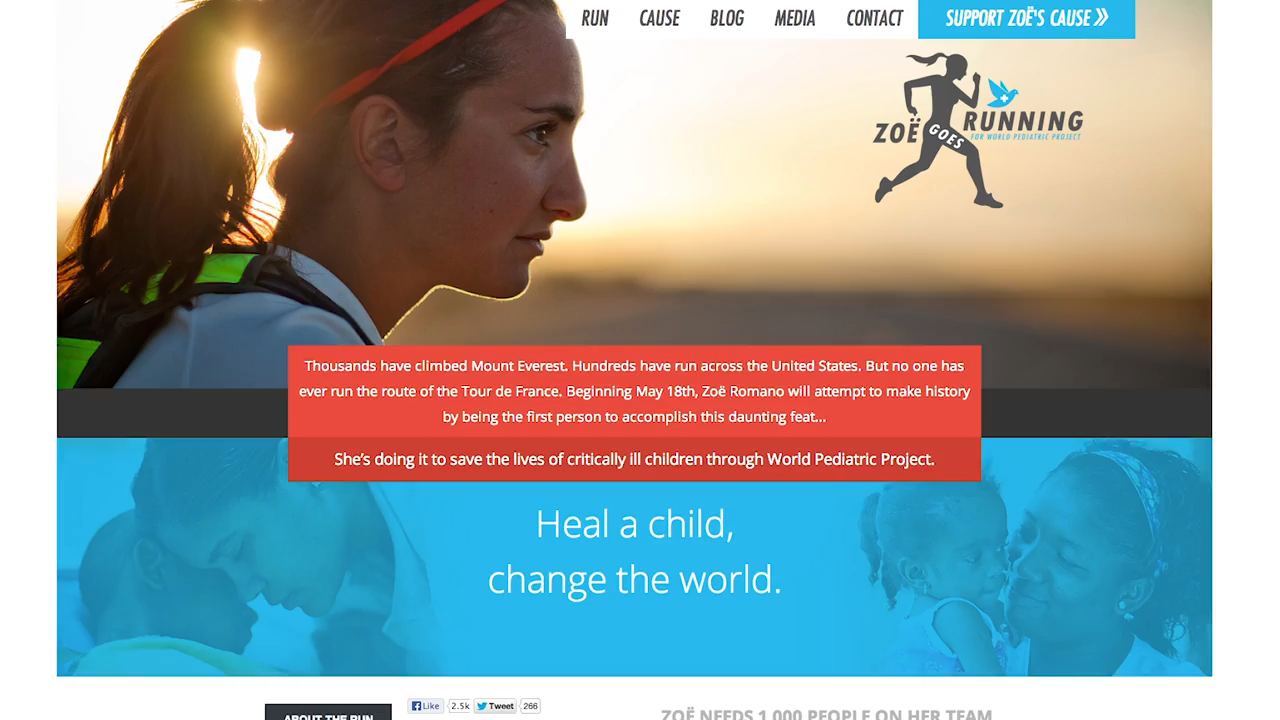 RUN CAUSE BLOG MEDIA CONTACT SUPPORT ZOË'S CAUSE »
ZOË GOES RUNNING
FOR WORLD PEDIATRIC PROJECT
Thousands have climbed Mount Everest. Hundreds have run across the United States. But no one has
ever run the route of the Tour de France. Beginning May 18th, Zoë Romano will attempt to make history
by being the first person to accomplish this daunting feat...
She's doing it to save the lives of critically ill children through World Pediatric Project.
Heal a child,
change the world.
Like 2.5k Tweet 266
ABOUT THE RUN
ZOË NEEDS 1,000 PEOPLE ON HER TEAM